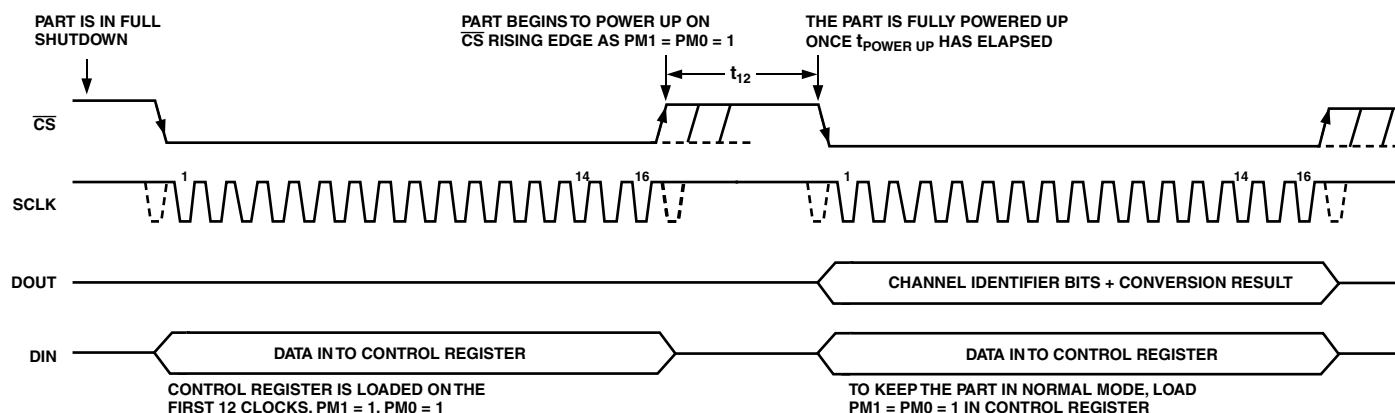 PART IS IN FULL
SHUTDOWN
PART BEGINS TO POWER UP ON
CS RISING EDGE AS PM1 = PM0 = 1
THE PART IS FULLY POWERED UP
ONCE tPOWER UP HAS ELAPSED
t12
CS
1
14
16
1
14
16
SCLK
DOUT
CHANNEL IDENTIFIER BITS + CONVERSION RESULT
DIN
DATA IN TO CONTROL REGISTER
DATA IN TO CONTROL REGISTER
CONTROL REGISTER IS LOADED ON THE
FIRST 12 CLOCKS. PM1 = 1, PM0 = 1
TO KEEP THE PART IN NORMAL MODE, LOAD
PM1 = PM0 = 1 IN CONTROL REGISTER